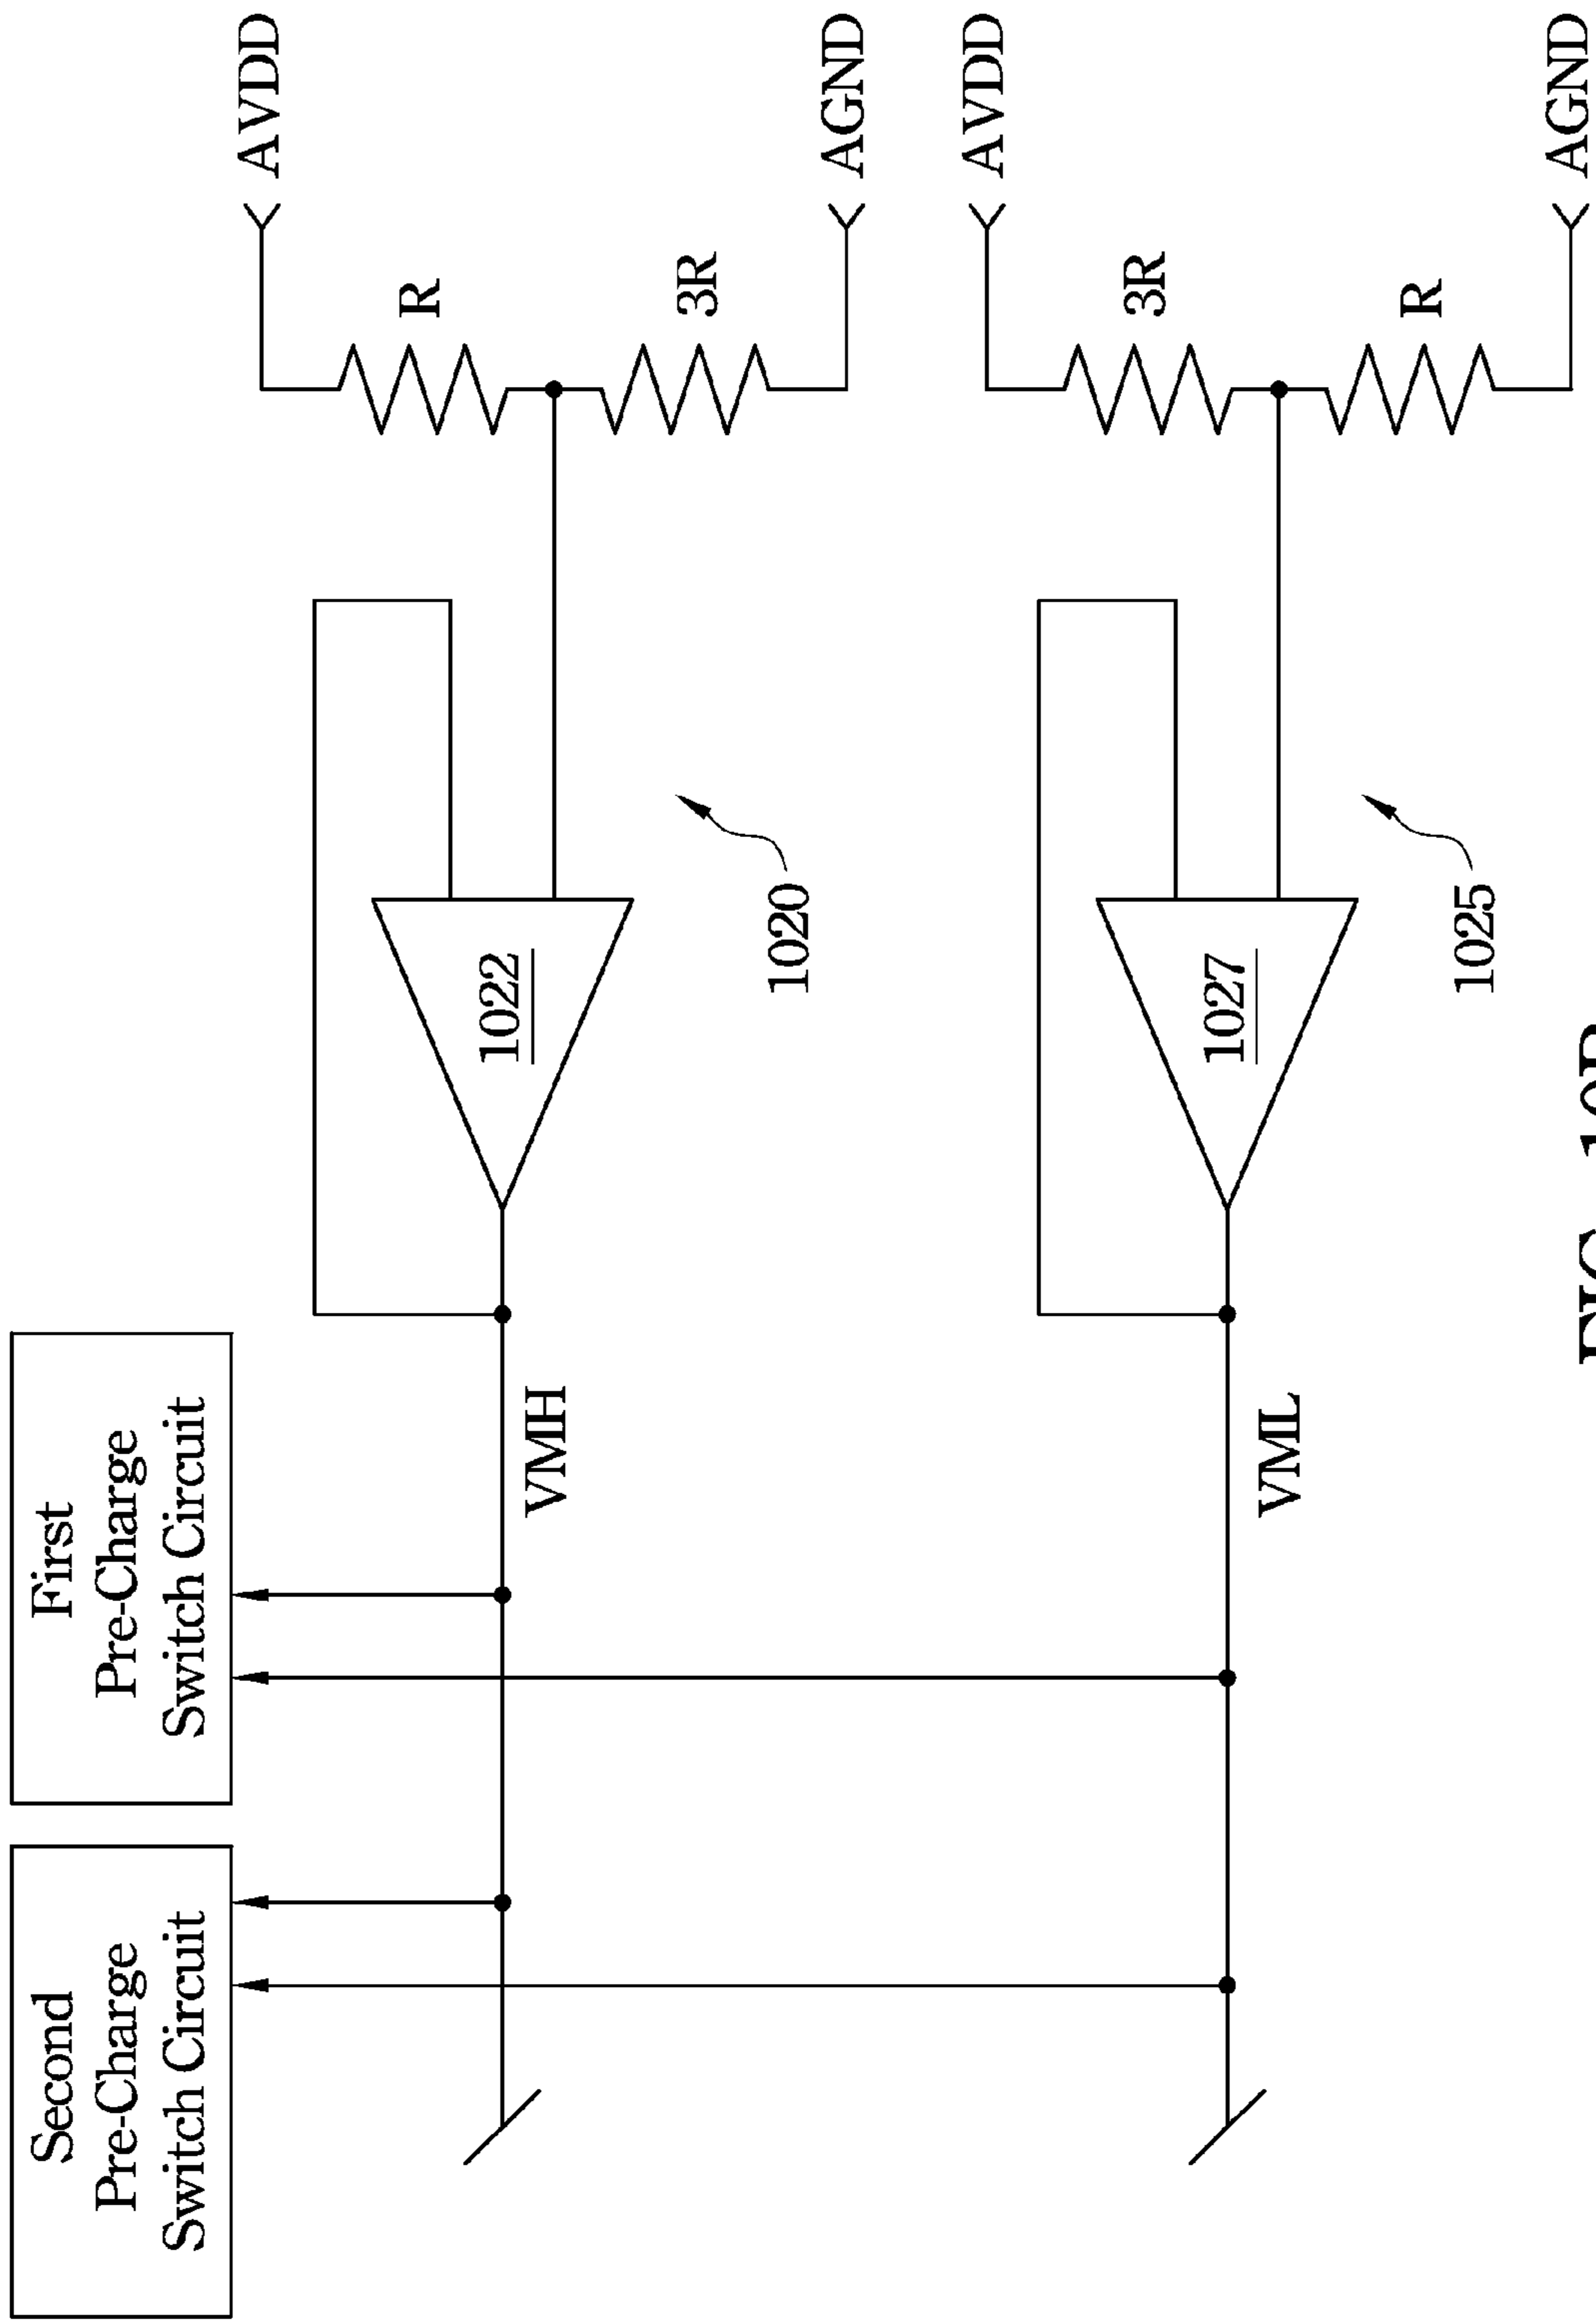 Second
Pre-Charge
Switch Circuit
First
Pre-Charge
Switch Circuit
VMH
VML
1022
1027
1020
1025
R
3R
3R
R
AVDD
AGND
AVDD
AGND